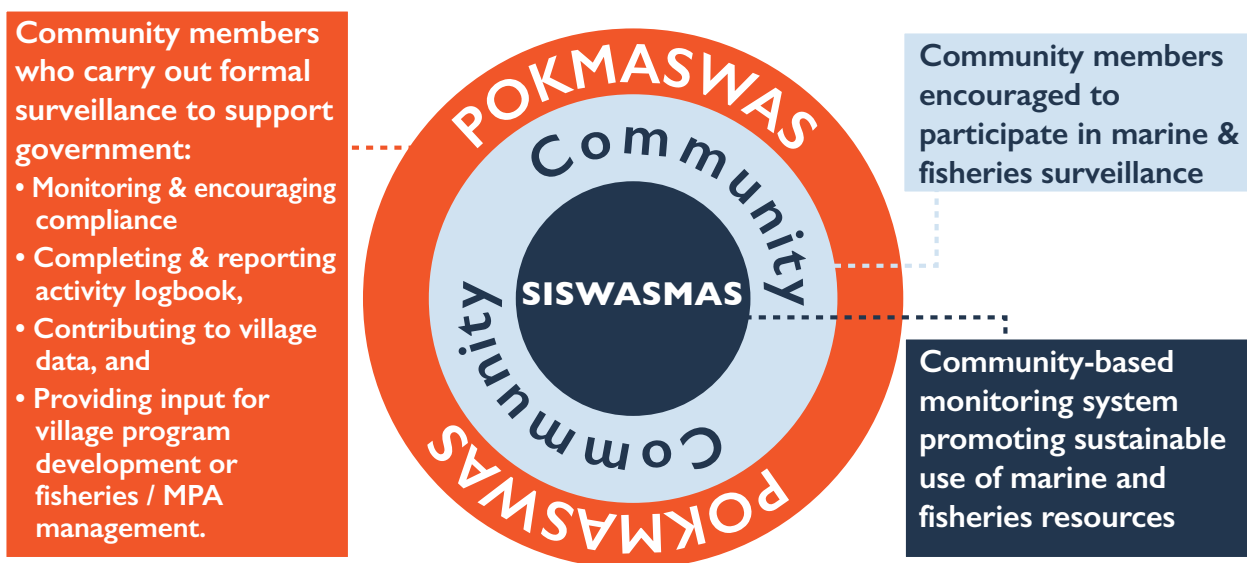 Community members
who carry out formal
surveillance to support
government:
• Monitoring & encouraging
compliance
• Completing & reporting
activity logbook,
• Contributing to village
data, and
• Providing input for
village program
development or
fisheries / MPA
management.
POKMASWAS
Community
SISWASMAS
Community
POKMASWAS
Community members
encouraged to
participate in marine &
fisheries surveillance
Community-based
monitoring system
promoting sustainable
use of marine and
fisheries resources